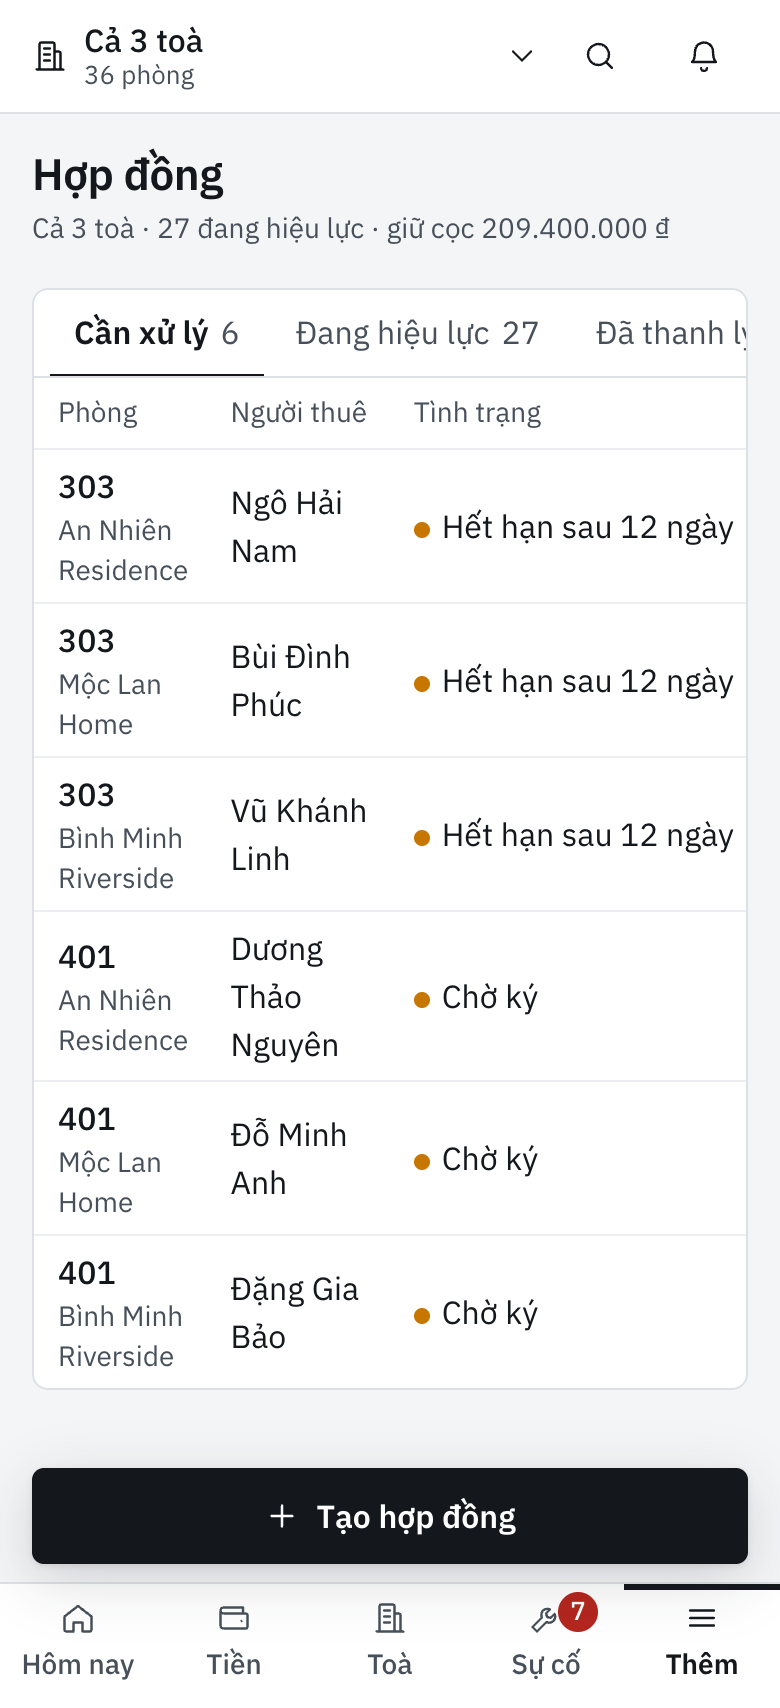 Cả 3 toà
36 phòng
Hợp đồng
Cả 3 toà · 27 đang hiệu lực · giữ cọc 209.400.000 ₫
Cần xử lý 6 Đang hiệu lực 27 Đã thanh lý
Phòng Người thuê Tình trạng
303
An Nhiên
Residence
Ngô Hải
Nam
Hết hạn sau 12 ngày
303
Mộc Lan
Home
Bùi Đình
Phúc
Hết hạn sau 12 ngày
303
Bình Minh
Riverside
Vũ Khánh
Linh
Hết hạn sau 12 ngày
401
An Nhiên
Residence
Dương
Thảo
Nguyên
Chờ ký
401
Mộc Lan
Home
Đỗ Minh
Anh
Chờ ký
401
Bình Minh
Riverside
Đặng Gia
Bảo
Chờ ký
Tạo hợp đồng
7
Hôm nay Tiền Toà Sự cố Thêm